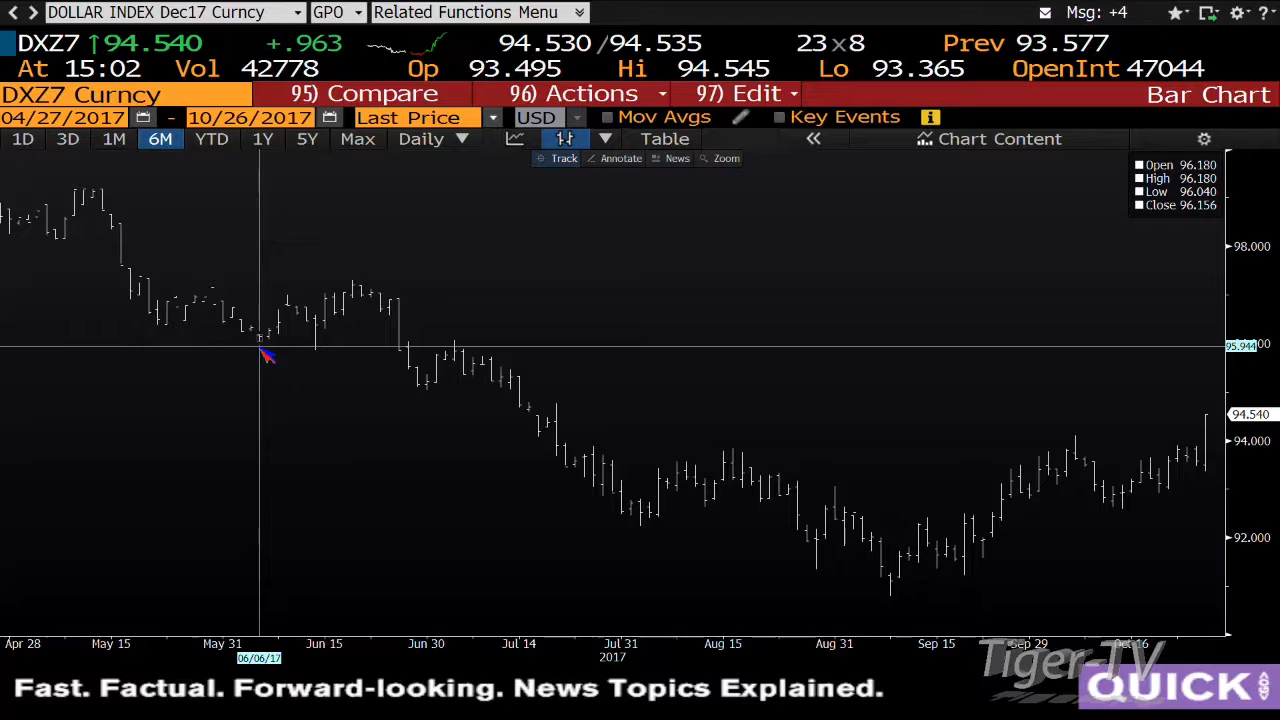 DOLLAR INDEX Dec17 Curncy GPO Related Functions Menu Msg: +4
DXZ7 ↑94.540 +.963 94.530/94.535 23x8 Prev 93.577
At 15:02 Vol 42778 Op 93.495 Hi 94.545 Lo 93.365 OpenInt 47044
DXZ7 Curncy 95) Compare 96) Actions 97) Edit Bar Chart
04/27/2017 - 10/26/2017 Last Price USD Mov Avgs Key Events i
1D 3D 1M 6M YTD 1Y 5Y Max Daily ▼ Table « Chart Content
Track Annotate News Zoom
Open 96.180
High 96.180
Low 96.040
Close 96.156
98.000
95.944
94.540
94.000
92.000
Apr 28 May 15 May 31 Jun 15 Jun 30 Jul 14 Jul 31 Aug 15 Aug 31 Sep 15 Sep 29 Oct 16
06/06/17 2017
Tiger-TV
Fast. Factual. Forward-looking. News Topics Explained.
QUICK